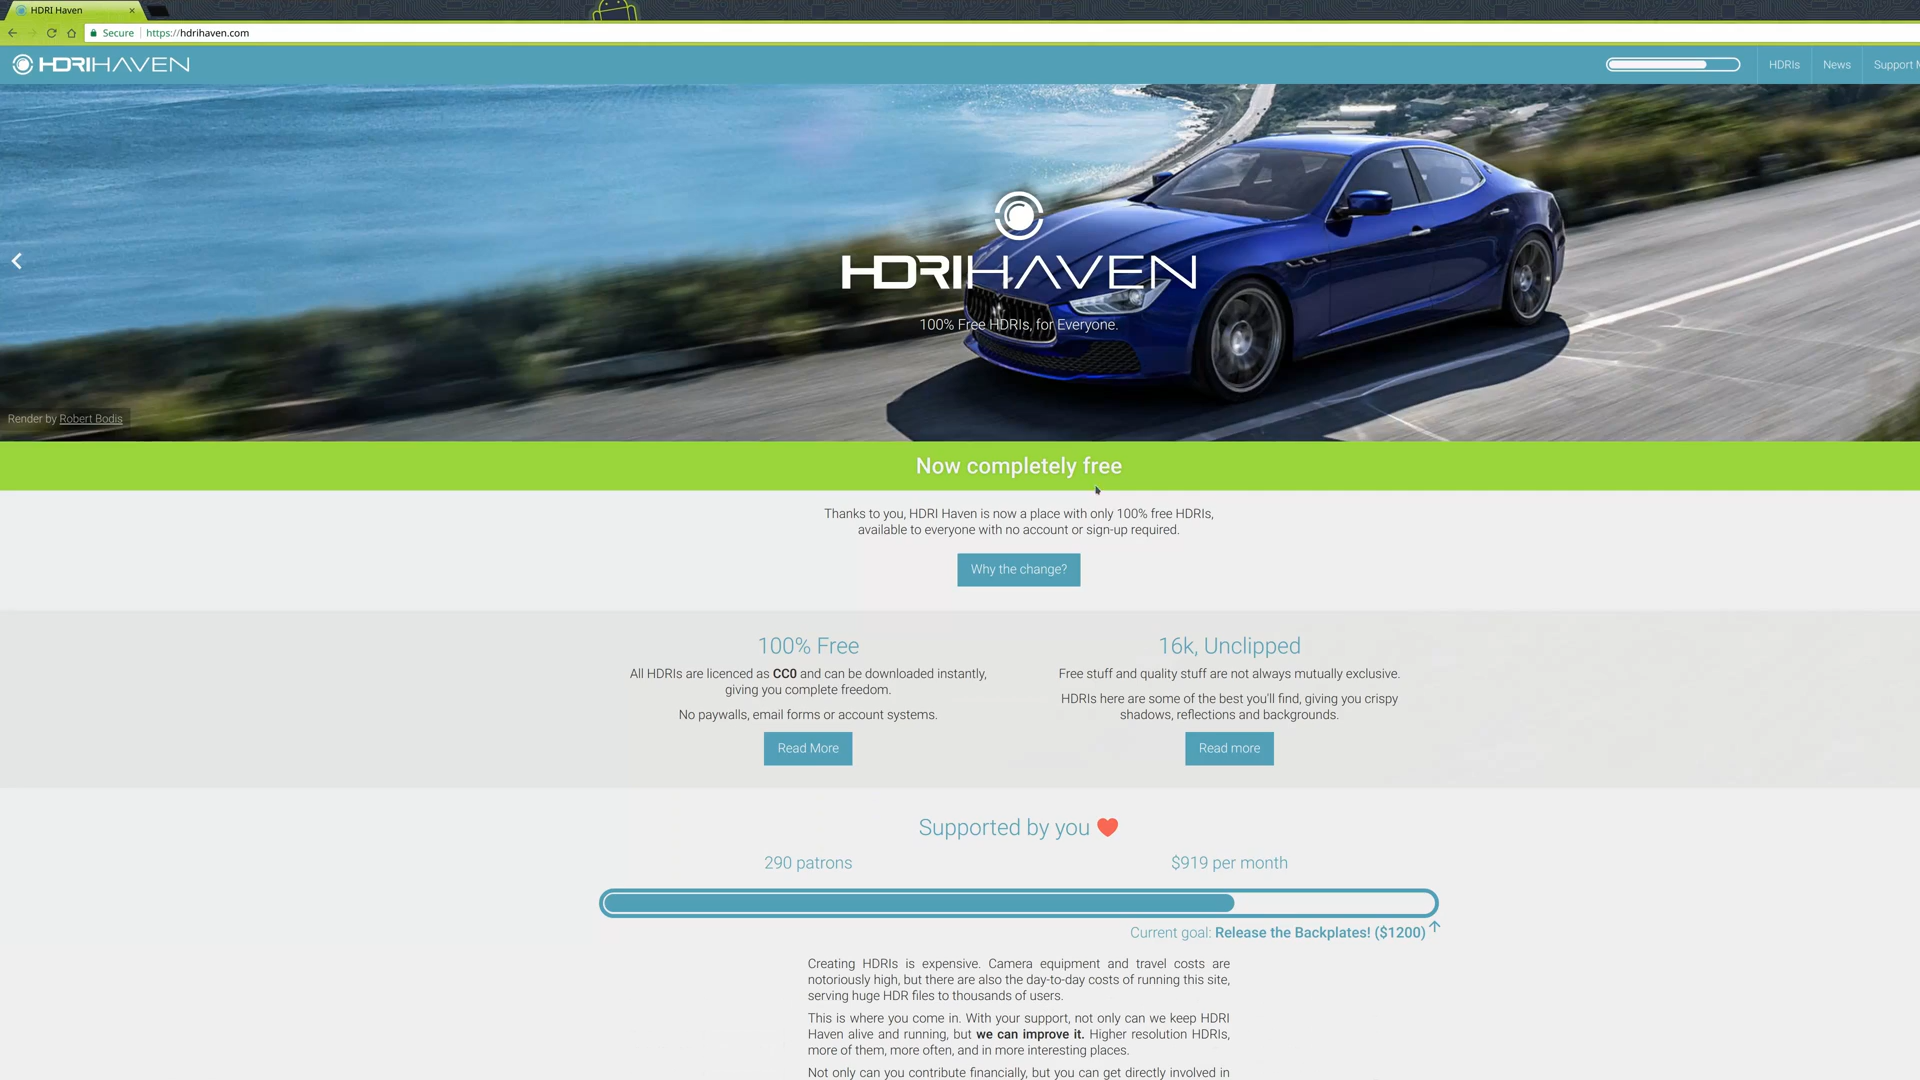 HDRI Haven
Secure https://hdrihaven.com
HDRIHAVEN
HDRIs News Support M
HDRIHAVEN
100% Free HDRIs, for Everyone.
Render by Robert Bodis
Now completely free
Thanks to you, HDRI Haven is now a place with only 100% free HDRIs,
available to everyone with no account or sign-up required.
Why the change?
100% Free
All HDRIs are licenced as CC0 and can be downloaded instantly,
giving you complete freedom.
No paywalls, email forms or account systems.
Read More
16k, Unclipped
Free stuff and quality stuff are not always mutually exclusive.
HDRIs here are some of the best you'll find, giving you crispy
shadows, reflections and backgrounds.
Read more
Supported by you
290 patrons
$919 per month
Current goal: Release the Backplates! ($1200)
Creating HDRIs is expensive. Camera equipment and travel costs are
notoriously high, but there are also the day-to-day costs of running this site,
serving huge HDR files to thousands of users.
This is where you come in. With your support, not only can we keep HDRI
Haven alive and running, but we can improve it. Higher resolution HDRIs,
more of them, more often, and in more interesting places.
Not only can you contribute financially, but you can get directly involved in